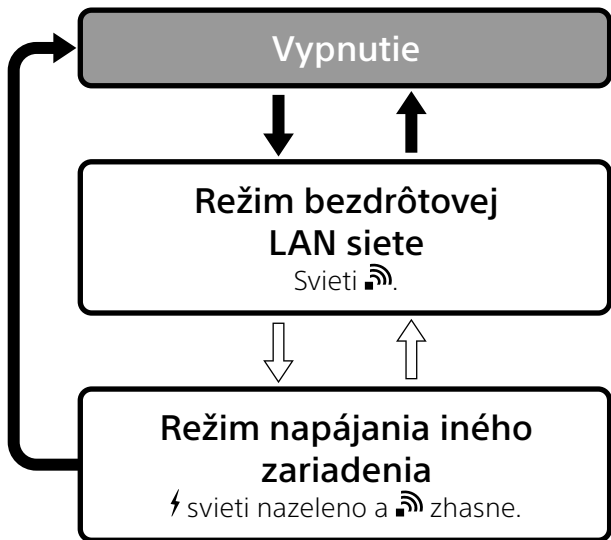 Vypnutie
Režim bezdrôtovej
LAN siete
Svieti .
Režim napájania iného
zariadenia
svieti nazeleno a zhasne.